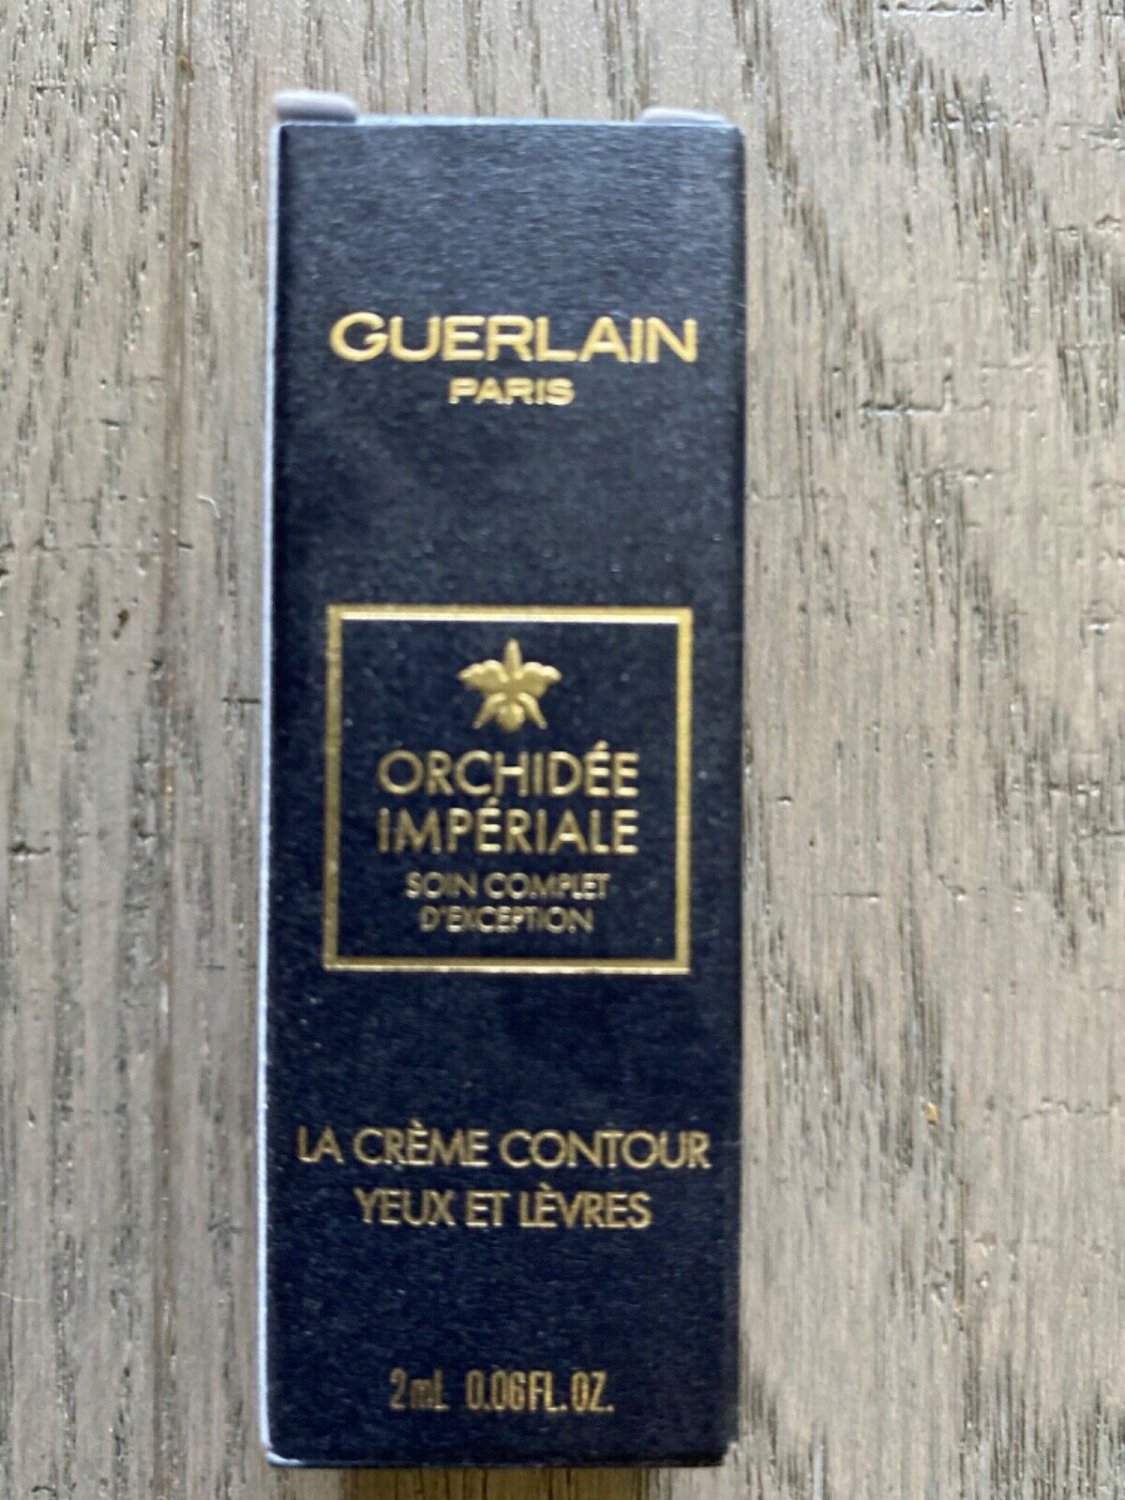 GUERLAIN
PARIS
ORCHIDÉE
IMPÉRIALE
SOIN COMPLET
D'EXCEPTION
LA CRÈME CONTOUR
YEUX ET LÈVRES
2mL 0.06FL.OZ.